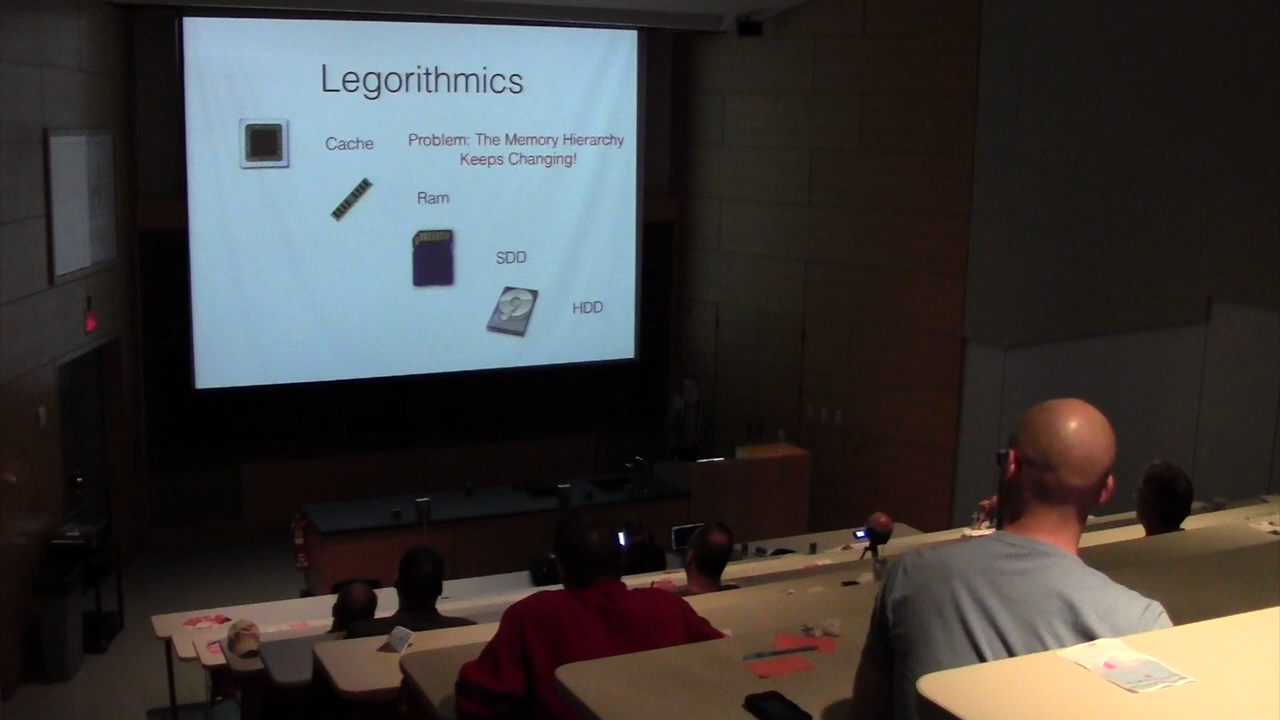 Legorithmics
Cache
Problem: The Memory Hierarchy
Keeps Changing!
Ram
SDD
HDD